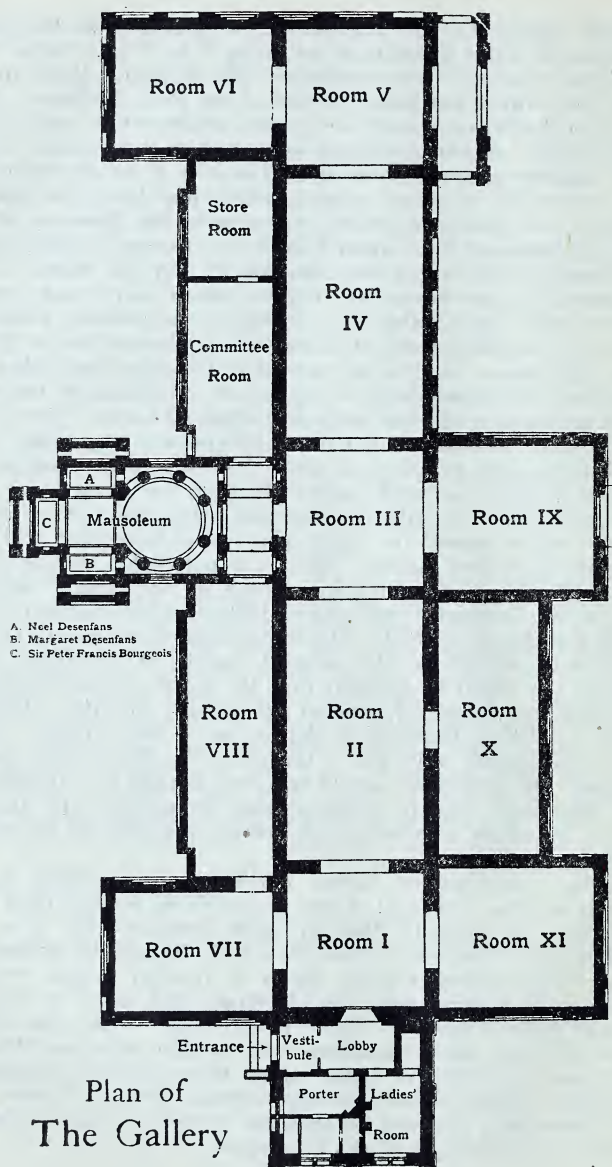 Room VI
Room V
Store
Room
Room
IV
Committee
Room
A
Mausoleum
C
B
Room III
Room IX
A. Noel Desenfans
B. Margaret Desenfans
C. Sir Peter Francis Bourgeois
Room
VIII
Room
II
Room
X
Room VII
Room I
Room XI
Entrance
Vesti-
bule
Lobby
Porter
Ladies'
Room
Plan of
The Gallery